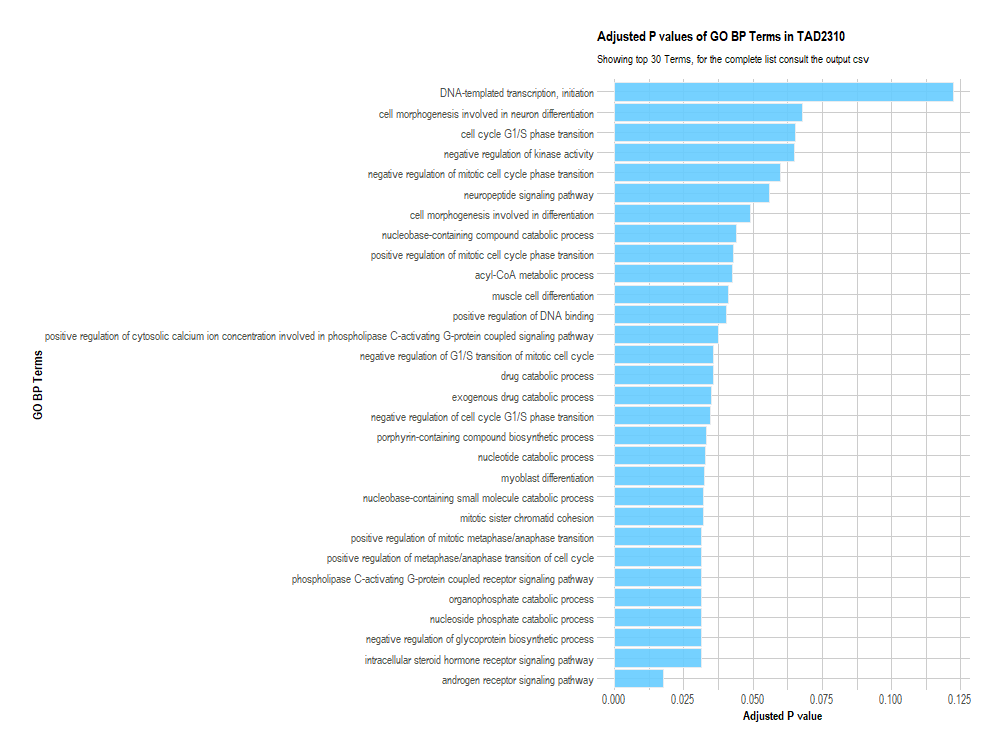 Adjusted P values of GO BP Terms in TAD2310
Showing top 30 Terms, for the complete list consult the output csv
DNA-templated transcription, initiation
cell morphogenesis involved in neuron differentiation
cell cycle G1/S phase transition
negative regulation of kinase activity
negative regulation of mitotic cell cycle phase transition
neuropeptide signaling pathway
cell morphogenesis involved in differentiation
nucleobase-containing compound catabolic process
positive regulation of mitotic cell cycle phase transition
acyl-CoA metabolic process
muscle cell differentiation
positive regulation of DNA binding
positive regulation of cytosolic calcium ion concentration involved in phospholipase C-activating G-protein coupled signaling pathway
negative regulation of G1/S transition of mitotic cell cycle
drug catabolic process
exogenous drug catabolic process
negative regulation of cell cycle G1/S phase transition
porphyrin-containing compound biosynthetic process
nucleotide catabolic process
myoblast differentiation
nucleobase-containing small molecule catabolic process
mitotic sister chromatid cohesion
positive regulation of mitotic metaphase/anaphase transition
positive regulation of metaphase/anaphase transition of cell cycle
phospholipase C-activating G-protein coupled receptor signaling pathway
organophosphate catabolic process
nucleoside phosphate catabolic process
negative regulation of glycoprotein biosynthetic process
intracellular steroid hormone receptor signaling pathway
androgen receptor signaling pathway
GO BP Terms
0.000 0.025 0.050 0.075 0.100 0.125
Adjusted P value